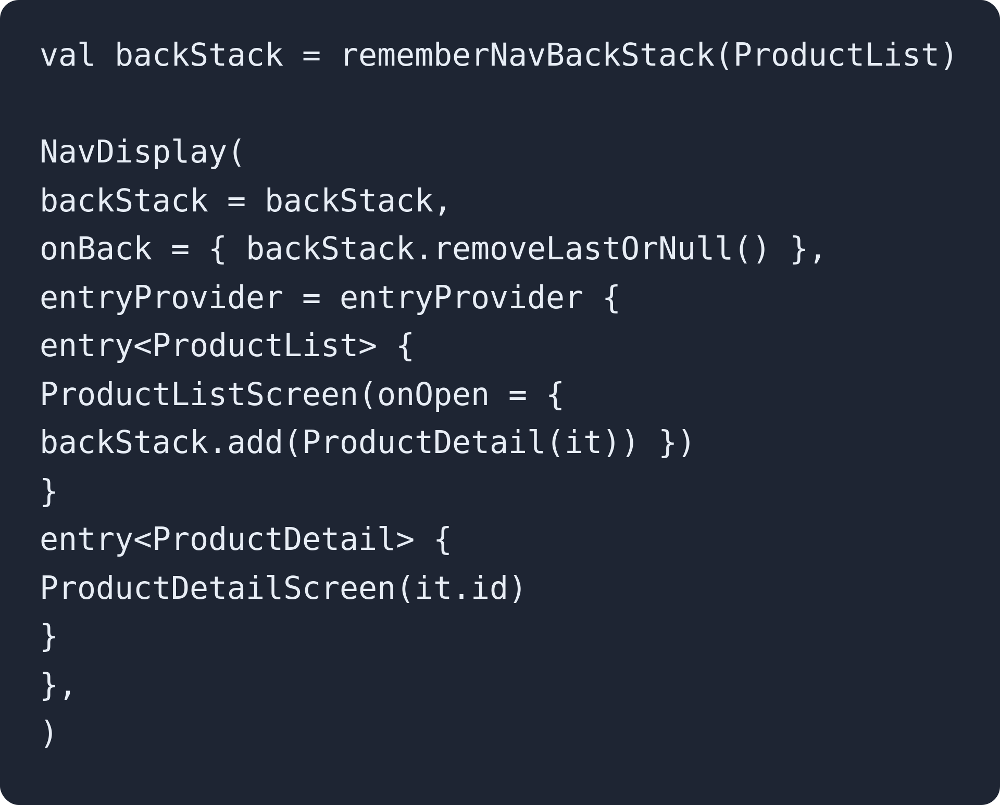 val backStack = rememberNavBackStack(ProductList)

NavDisplay(
backStack = backStack,
onBack = { backStack.removeLastOrNull() },
entryProvider = entryProvider {
entry<ProductList> {
ProductListScreen(onOpen = {
backStack.add(ProductDetail(it)) })
}
entry<ProductDetail> {
ProductDetailScreen(it.id)
}
},
)